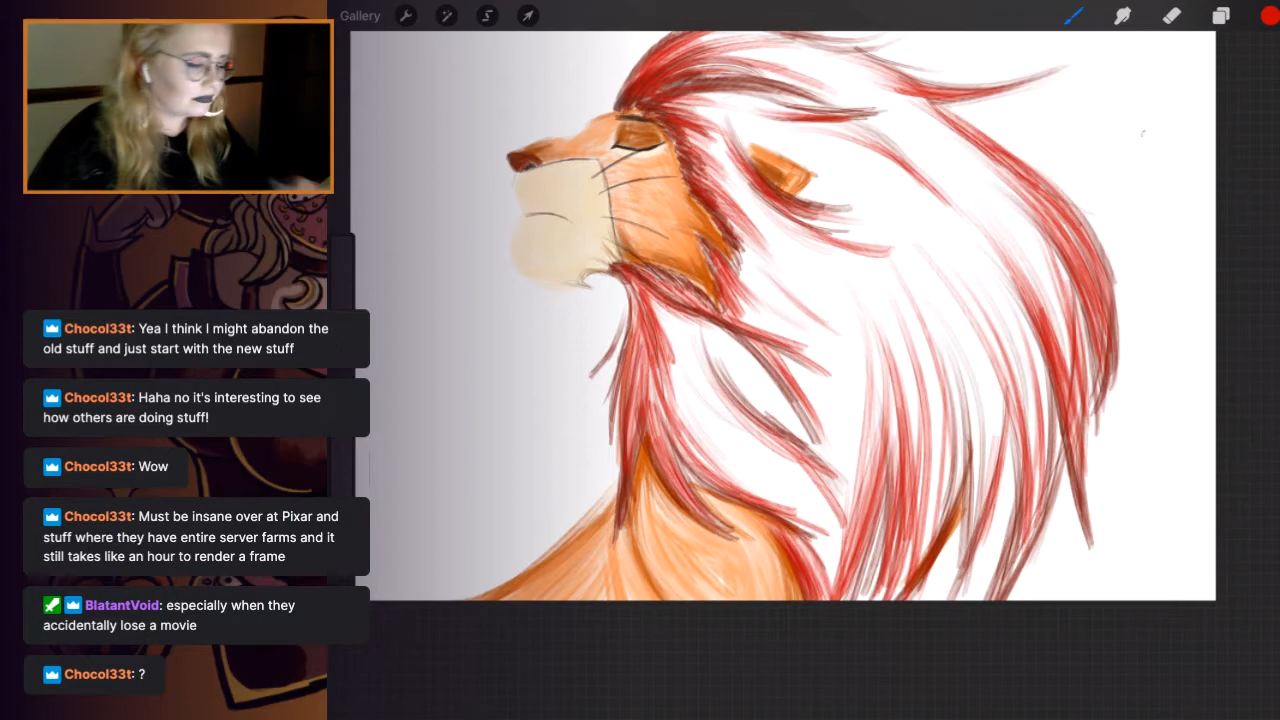 Gallery
Chocol33t: Yea I think I might abandon the
old stuff and just start with the new stuff
Chocol33t: Haha no it's interesting to see
how others are doing stuff!
Chocol33t: Wow
Chocol33t: Must be insane over at Pixar and
stuff where they have entire server farms and it
still takes like an hour to render a frame
BlatantVoid: especially when they
accidentally lose a movie
Chocol33t: ?